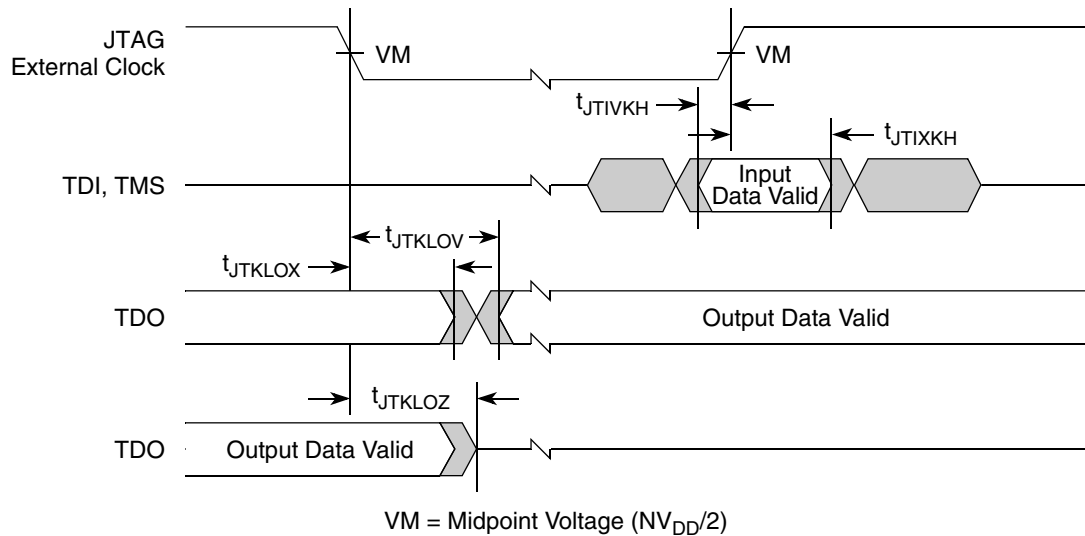 JTAG
External Clock
VM
VM
tJTIVKH
tJTIXKH
TDI, TMS
Input
Data Valid
tJTKLOV
tJTKLOX
TDO
Output Data Valid
tJTKLOZ
TDO
Output Data Valid
VM = Midpoint Voltage (NVDD/2)